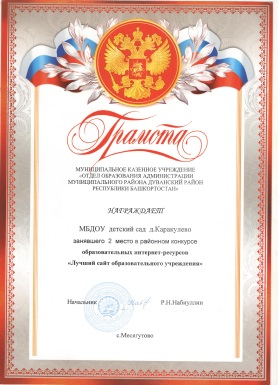 Грамота
МУНИЦИПАЛЬНОЕ КАЗЕННОЕ УЧРЕЖДЕНИЕ
«ОТДЕЛ ОБРАЗОВАНИЯ АДМИНИСТРАЦИИ
МУНИЦИПАЛЬНОГО РАЙОНА ДУВАНСКИЙ РАЙОН
РЕСПУБЛИКИ БАШКОРТОСТАН»
НАГРАЖДАЕТ
МБДОУ детский сад д.Каракулево
занявшего 2 место в районном конкурсе
образовательных интернет-ресурсов
«Лучший сайт образовательного учреждения»
Начальник Р.Н.Набиуллин
с.Месягутово